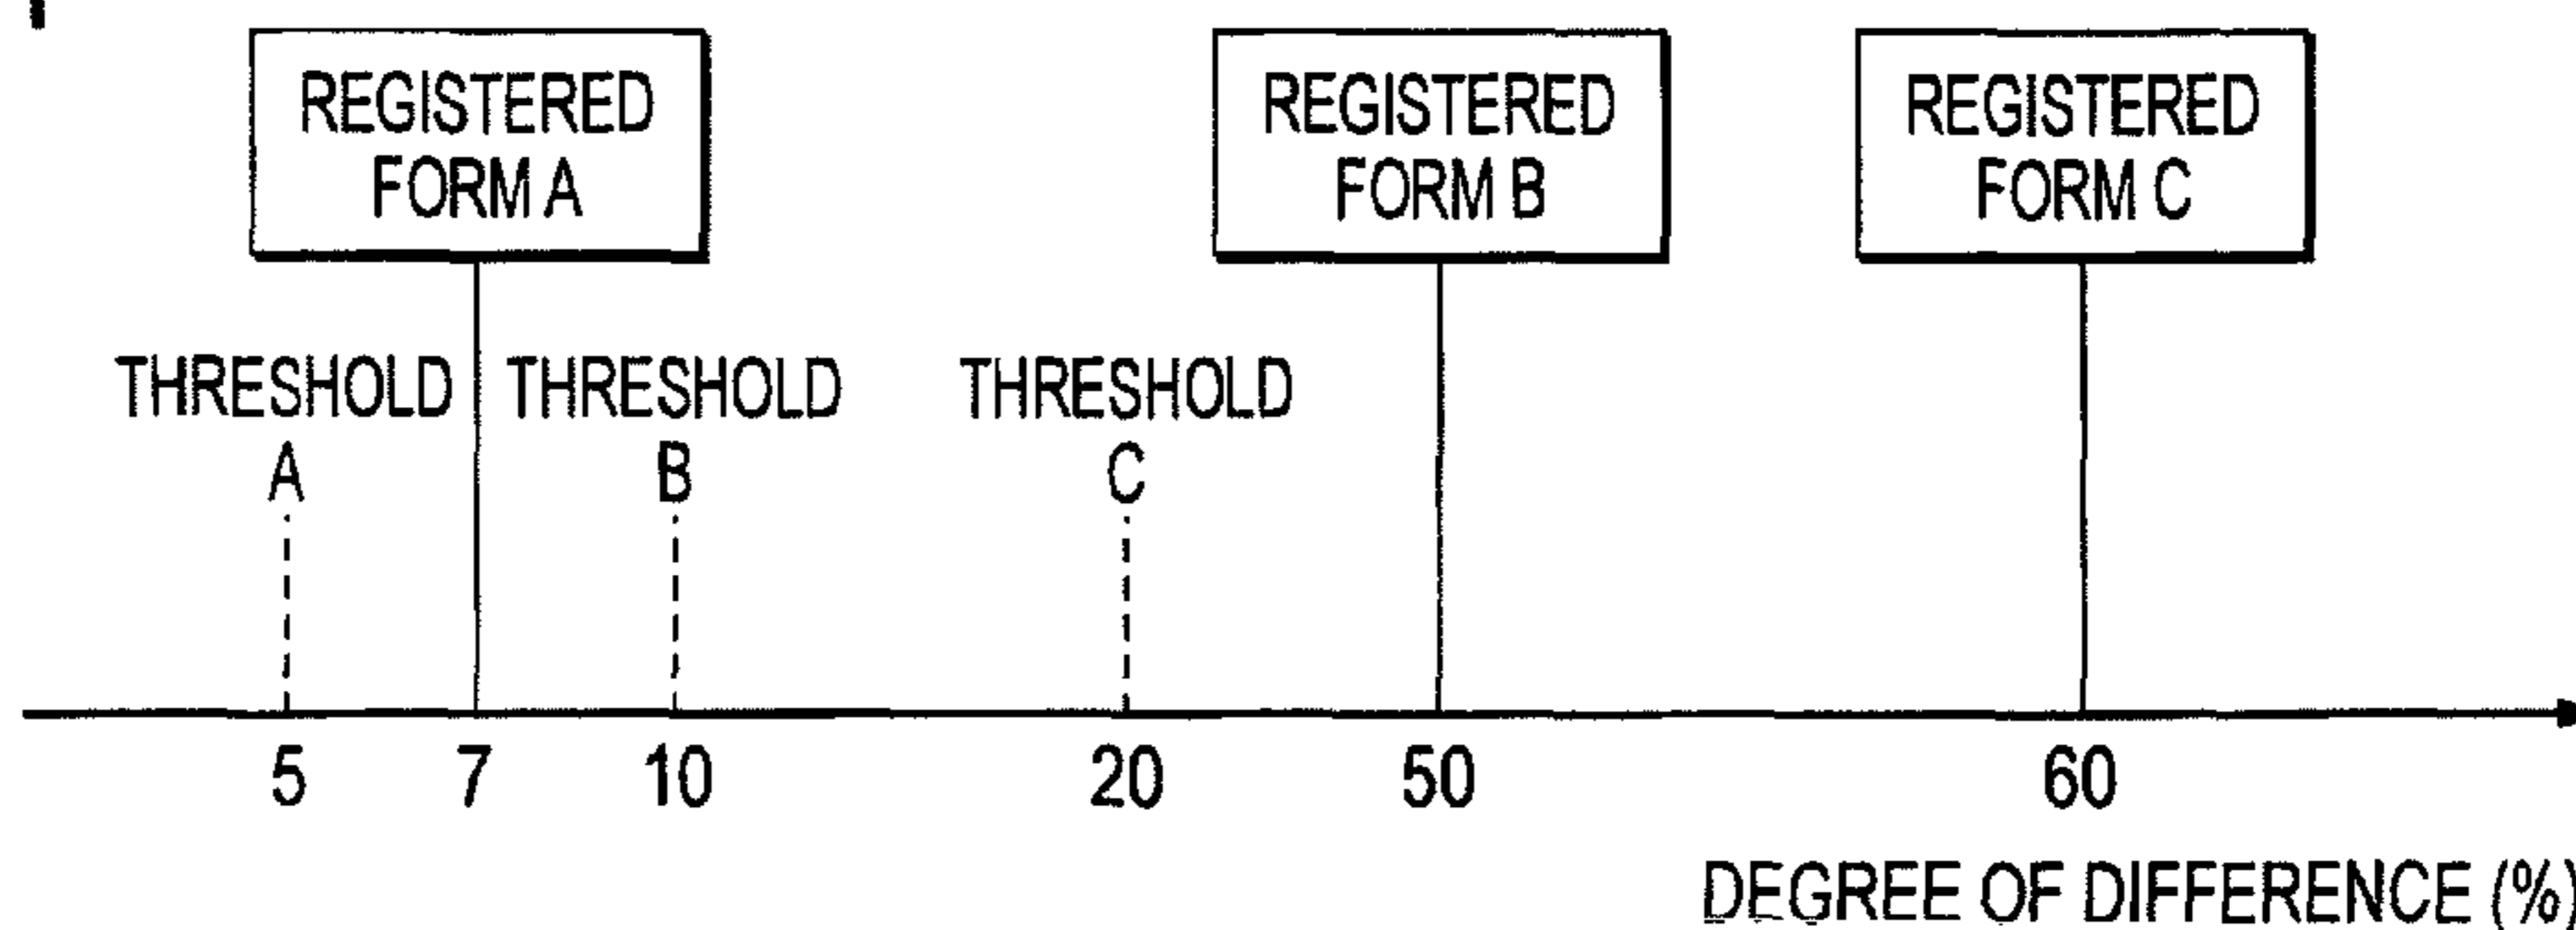 REGISTERED
FORM A
REGISTERED
FORM B
REGISTERED
FORM C
THRESHOLD
A
THRESHOLD
B
THRESHOLD
C
5
7
10
20
50
60
DEGREE OF DIFFERENCE (%)